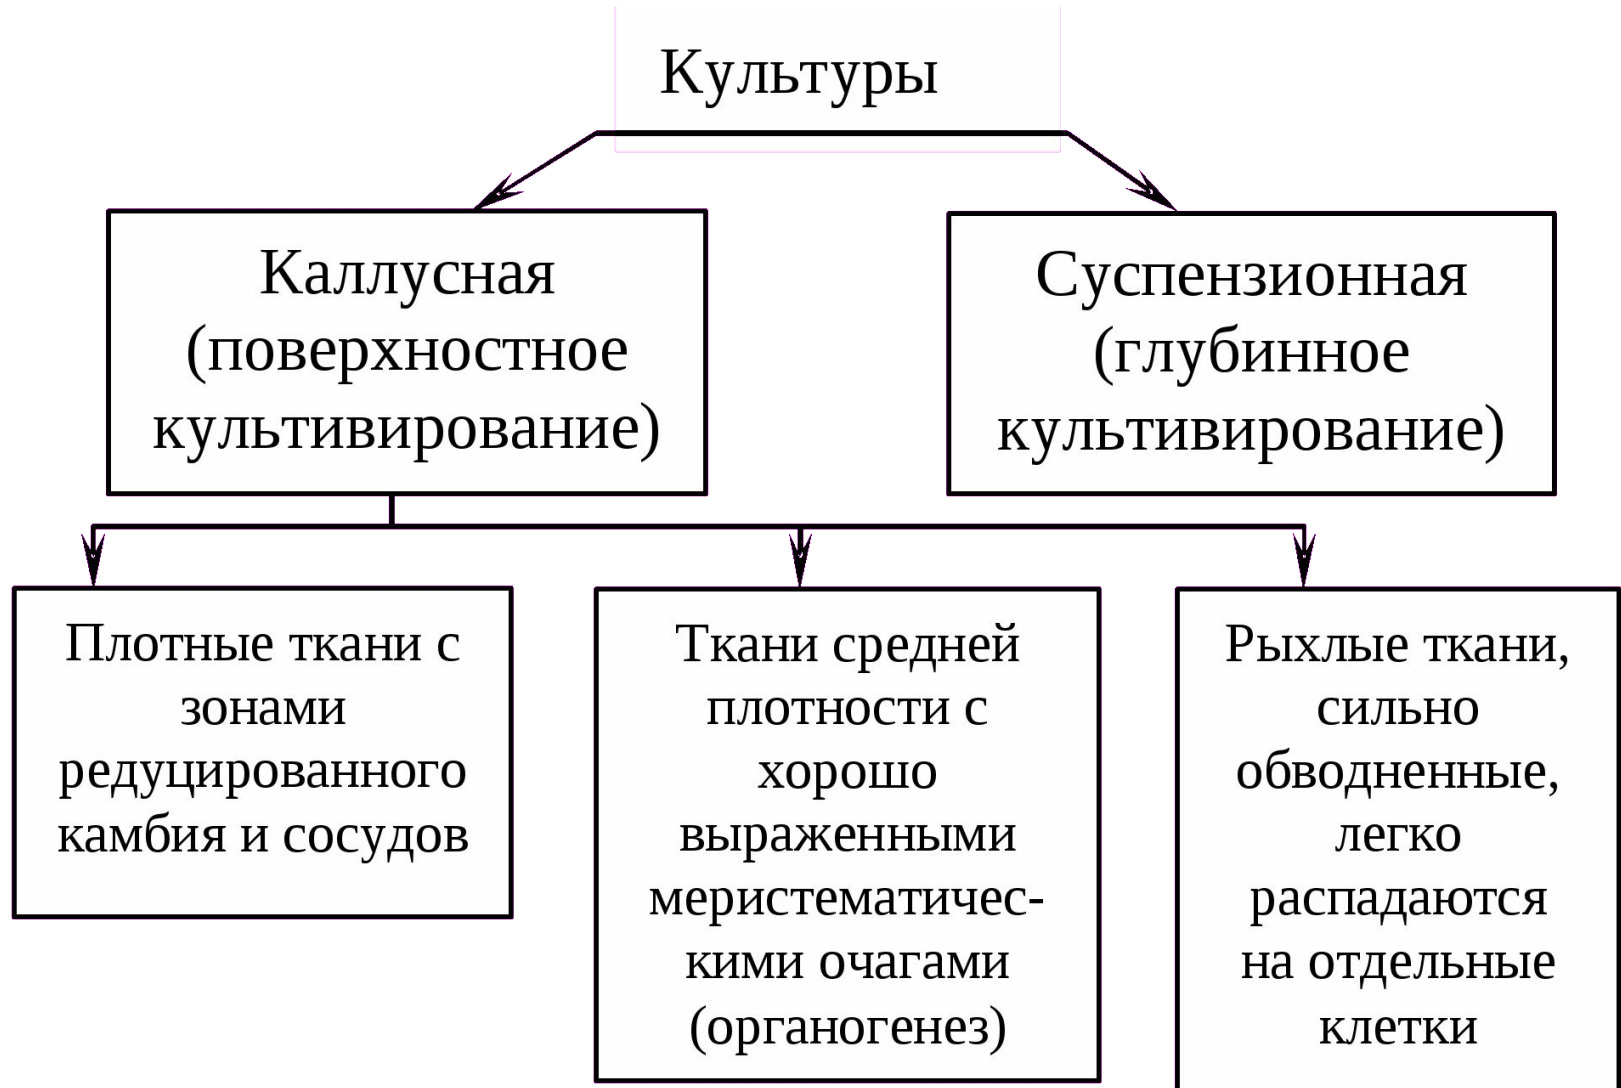 Культуры
Каллусная
(поверхностное
культивирование)
Суспензионная
(глубинное
культивирование)
Плотные ткани с
зонами
редуцированного
камбия и сосудов
Ткани средней
плотности с
хорошо
выраженными
меристематичес-
кими очагами
(органогенез)
Рыхлые ткани,
сильно
обводненные,
легко
распадаются
на отдельные
клетки